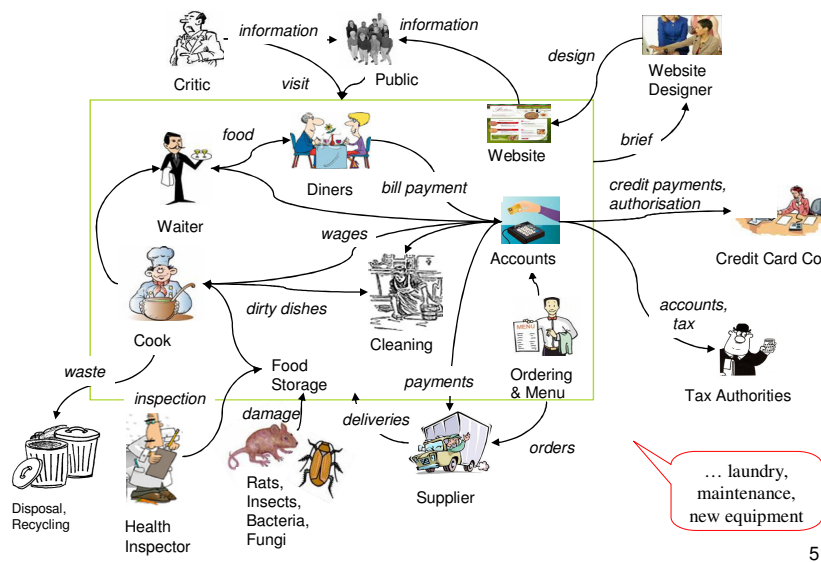 information
information
Critic
Public
design
Website
Designer
visit
food
Website
brief
Diners
bill payment
credit payments,
authorisation
Waiter
wages
Accounts
Credit Card Co
dirty dishes
accounts,
tax
Cook
Cleaning
MENU
waste
Food
Storage
payments
Ordering
& Menu
Tax Authorities
inspection
damage
deliveries
orders
Rats,
Insects,
Bacteria,
Fungi
Supplier
… laundry,
maintenance,
new equipment
Disposal,
Recycling
Health
Inspector
5